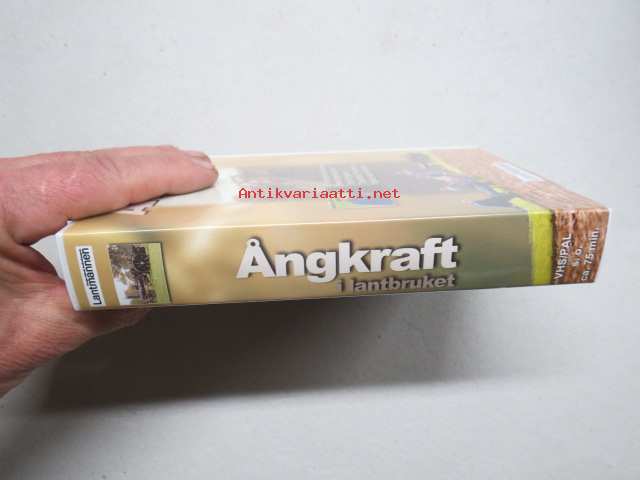 Antikvariaatti.net
Lantmannen
Ångkraft
i lantbruket
VHS/PAL
s. o.
ca. 75 min.